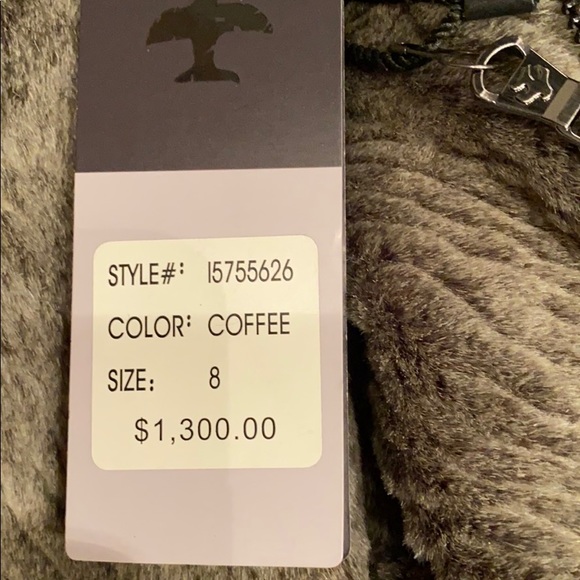 STYLE#: I5755626
COLOR: COFFEE
SIZE: 8
$1,300.00